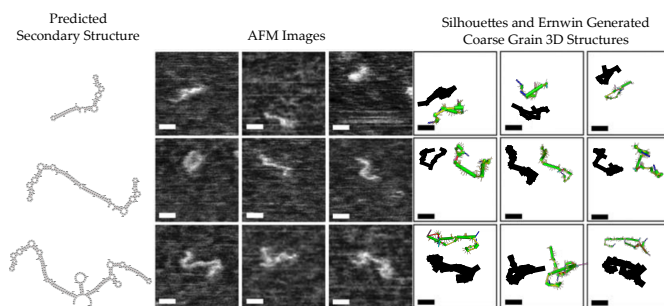 Predicted
Secondary Structure
AFM Images
Silhouettes and Ernwin Generated
Coarse Grain 3D Structures